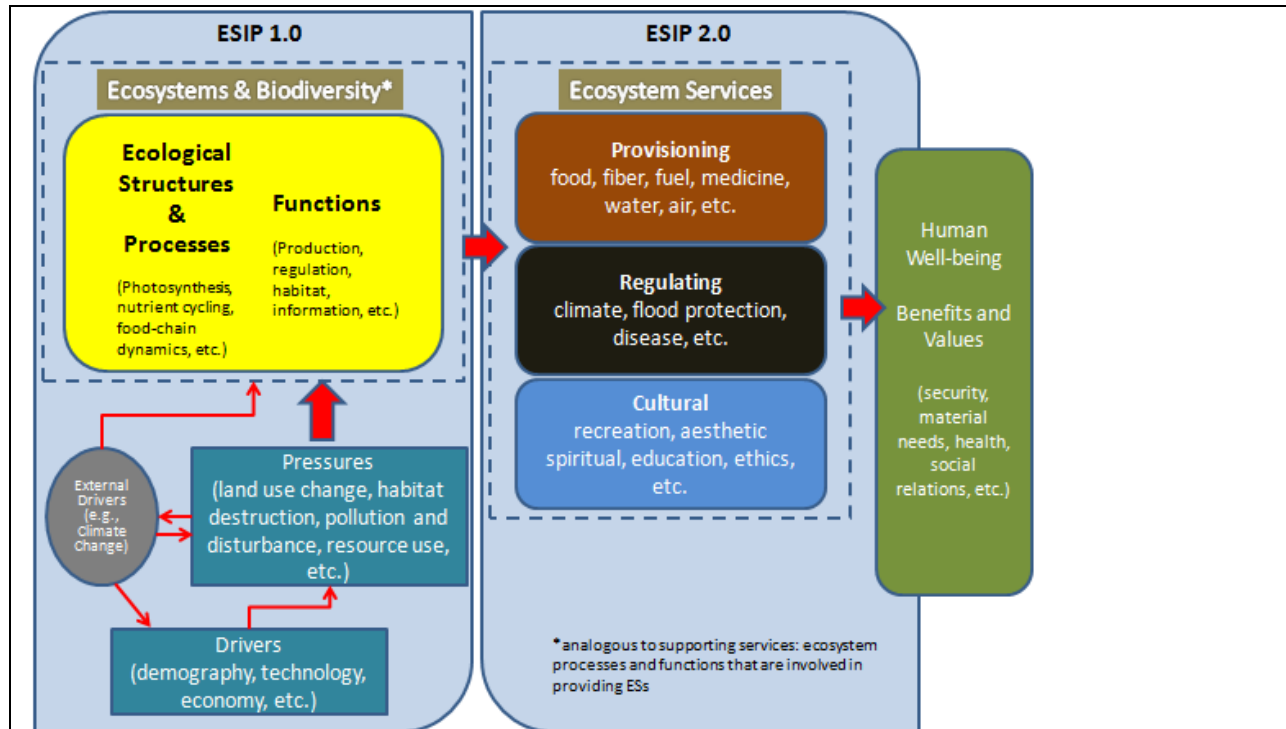 ESIP 1.0
Ecosystems & Biodiversity*
Ecological
Structures
&
Processes
(Photosynthesis,
nutrient cycling,
food-chain
dynamics, etc.)
Functions
(Production,
regulation,
habitat,
information, etc.)
External
Drivers
(e.g.,
Climate
Change)
Pressures
(land use change, habitat
destruction, pollution and
disturbance, resource use,
etc.)
Drivers
(demography, technology,
economy, etc.)
ESIP 2.0
Ecosystem Services
Provisioning
food, fiber, fuel, medicine,
water, air, etc.
Regulating
climate, flood protection,
disease, etc.
Cultural
recreation, aesthetic
spiritual, education, ethics,
etc.
*analogous to supporting services: ecosystem
processes and functions that are involved in
providing ESs
Human
Well-being
Benefits and
Values
(security,
material
needs, health,
social
relations, etc.)